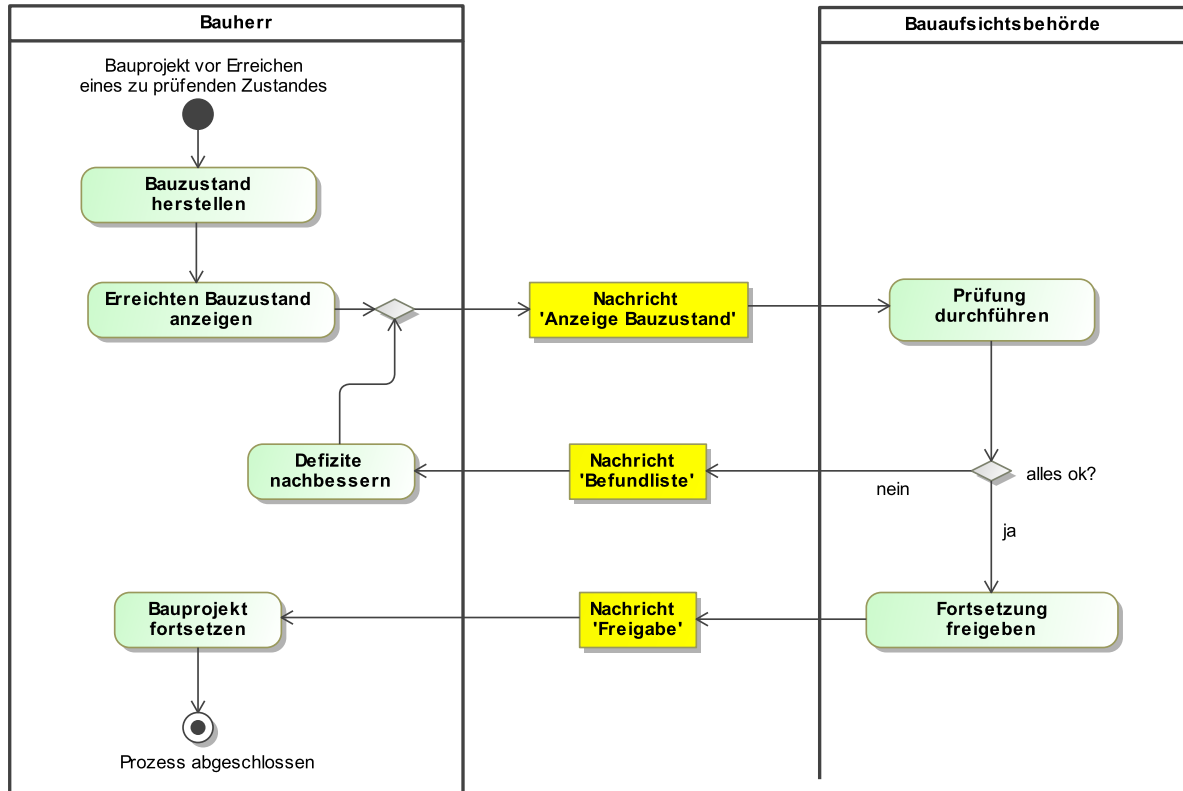 Bauherr
Bauaufsichtsbehörde
Bauprojekt vor Erreichen
eines zu prüfenden Zustandes
Bauzustand
herstellen
Erreichten Bauzustand
anzeigen
Nachricht
'Anzeige Bauzustand'
Prüfung
durchführen
Defizite
nachbessern
Nachricht
'Befundliste'
nein
alles ok?
ja
Bauprojekt
fortsetzen
Nachricht
'Freigabe'
Fortsetzung
freigeben
Prozess abgeschlossen